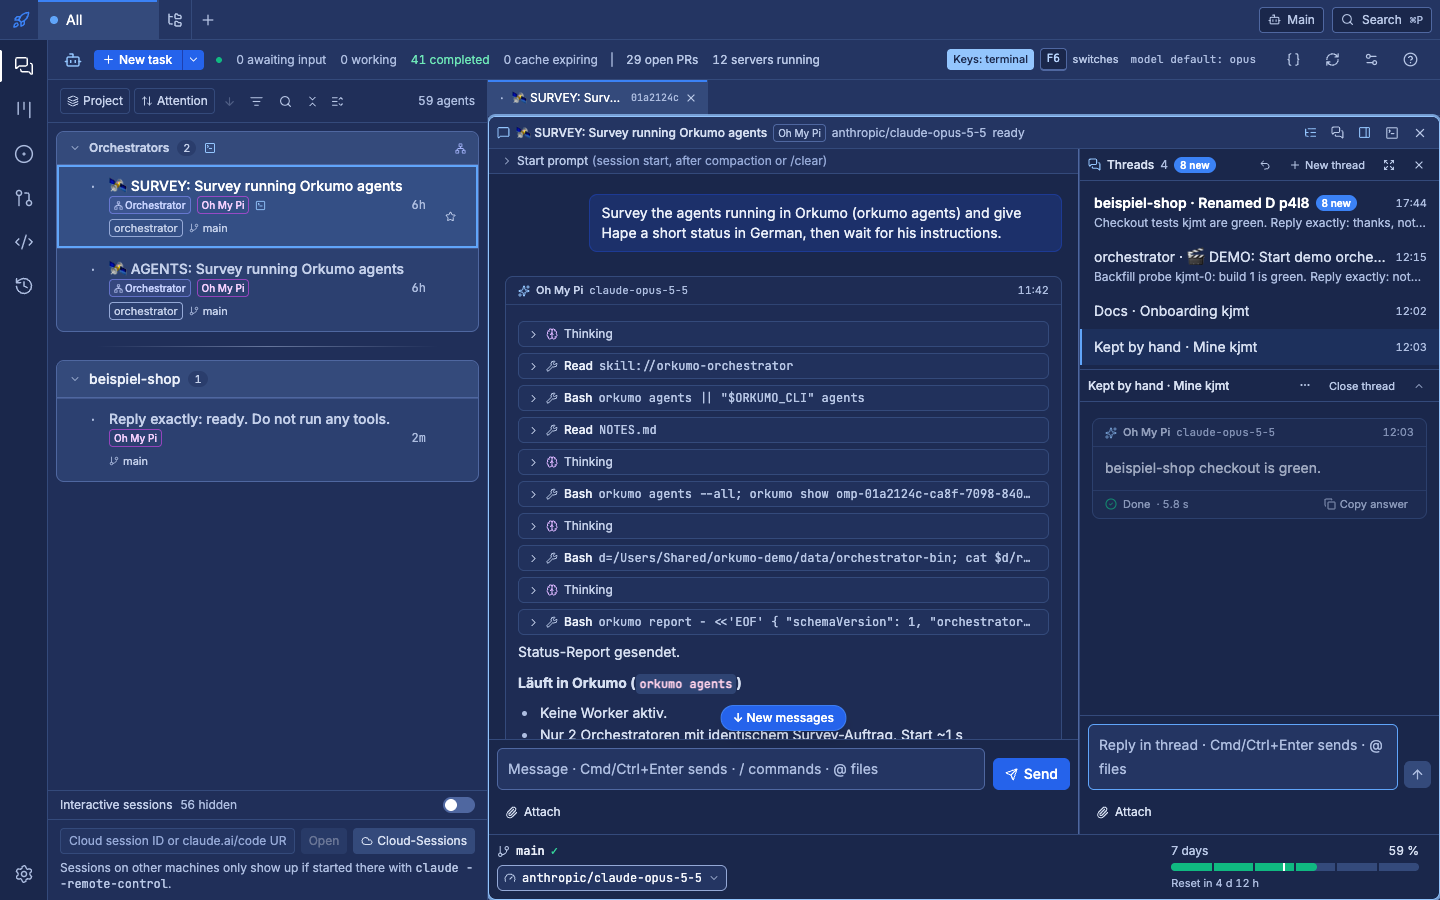 All
Main
Search ⌘P
New task
0 awaiting input
0 working
41 completed
0 cache expiring
29 open PRs
12 servers running
Keys: terminal
F6
switches
model default: opus
Project
Attention
59 agents
SURVEY: Surv...
01a2124c
Orchestrators 2
SURVEY: Survey running Orkumo agents
Orchestrator
Oh My Pi
6h
orchestrator
main
AGENTS: Survey running Orkumo agents
Orchestrator
Oh My Pi
6h
orchestrator
main
beispiel-shop 1
Reply exactly: ready. Do not run any tools.
Oh My Pi
2m
main
Interactive sessions 56 hidden
Cloud session ID or claude.ai/code UR
Open
Cloud-Sessions
Sessions on other machines only show up if started there with claude -
-remote-control.
SURVEY: Survey running Orkumo agents
Oh My Pi
anthropic/claude-opus-5-5 ready
Start prompt (session start, after compaction or /clear)
Survey the agents running in Orkumo (orkumo agents) and give
Hape a short status in German, then wait for his instructions.
Oh My Pi claude-opus-5-5
11:42
Thinking
Read skill://orkumo-orchestrator
Bash orkumo agents || "$ORKUMO_CLI" agents
Read NOTES.md
Thinking
Bash orkumo agents --all; orkumo show omp-01a2124c-ca8f-7098-840…
Thinking
Bash d=/Users/Shared/orkumo-demo/data/orchestrator-bin; cat $d/r…
Thinking
Bash orkumo report - <<'EOF' { "schemaVersion": 1, "orchestrator…
Status-Report gesendet.
Läuft in Orkumo (orkumo agents)
• Keine Worker aktiv.
• Nur 2 Orchestratoren mit identischem Survey-Auftrag. Start ~1 s
New messages
Message · Cmd/Ctrl+Enter sends · / commands · @ files
Send
Attach
main ✓
anthropic/claude-opus-5-5
Threads 4
8 new
New thread
beispiel-shop · Renamed D p4l8
8 new
17:44
Checkout tests kjmt are green. Reply exactly: thanks, not...
orchestrator · DEMO: Start demo orche...
12:15
Backfill probe kjmt-0: build 1 is green. Reply exactly: not...
Docs · Onboarding kjmt
12:02
Kept by hand · Mine kjmt
12:03
Kept by hand · Mine kjmt
Close thread
Oh My Pi claude-opus-5-5
12:03
beispiel-shop checkout is green.
Done · 5.8 s
Copy answer
Reply in thread · Cmd/Ctrl+Enter sends · @
files
Attach
7 days
59 %
Reset in 4 d 12 h